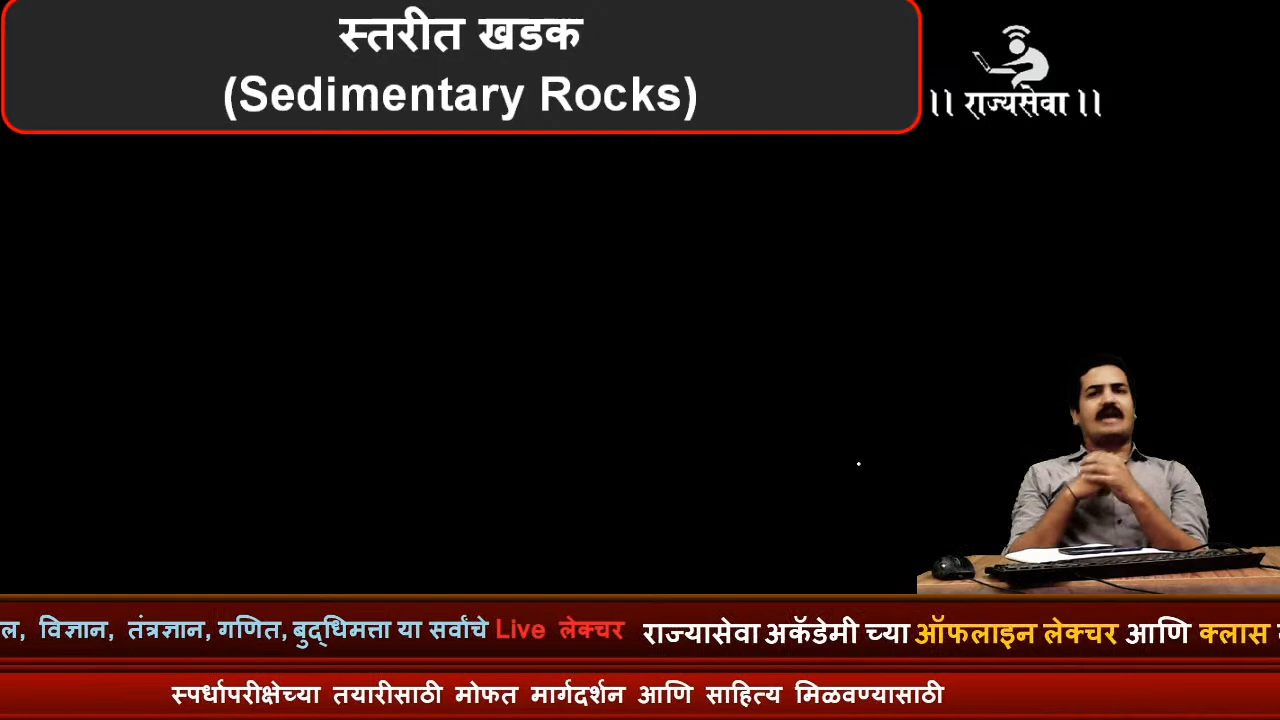 स्तरीत खडक
(Sedimentary Rocks)
।। राज्यसेवा ।।
ल, विज्ञान, तंत्रज्ञान, गणित, बुद्धिमत्ता या सर्वांचे Live लेक्चर राज्यासेवा अकॅडेमी च्या ऑफलाइन लेक्चर आणि क्लास
स्पर्धापरीक्षेच्या तयारीसाठी मोफत मार्गदर्शन आणि साहित्य मिळवण्यासाठी